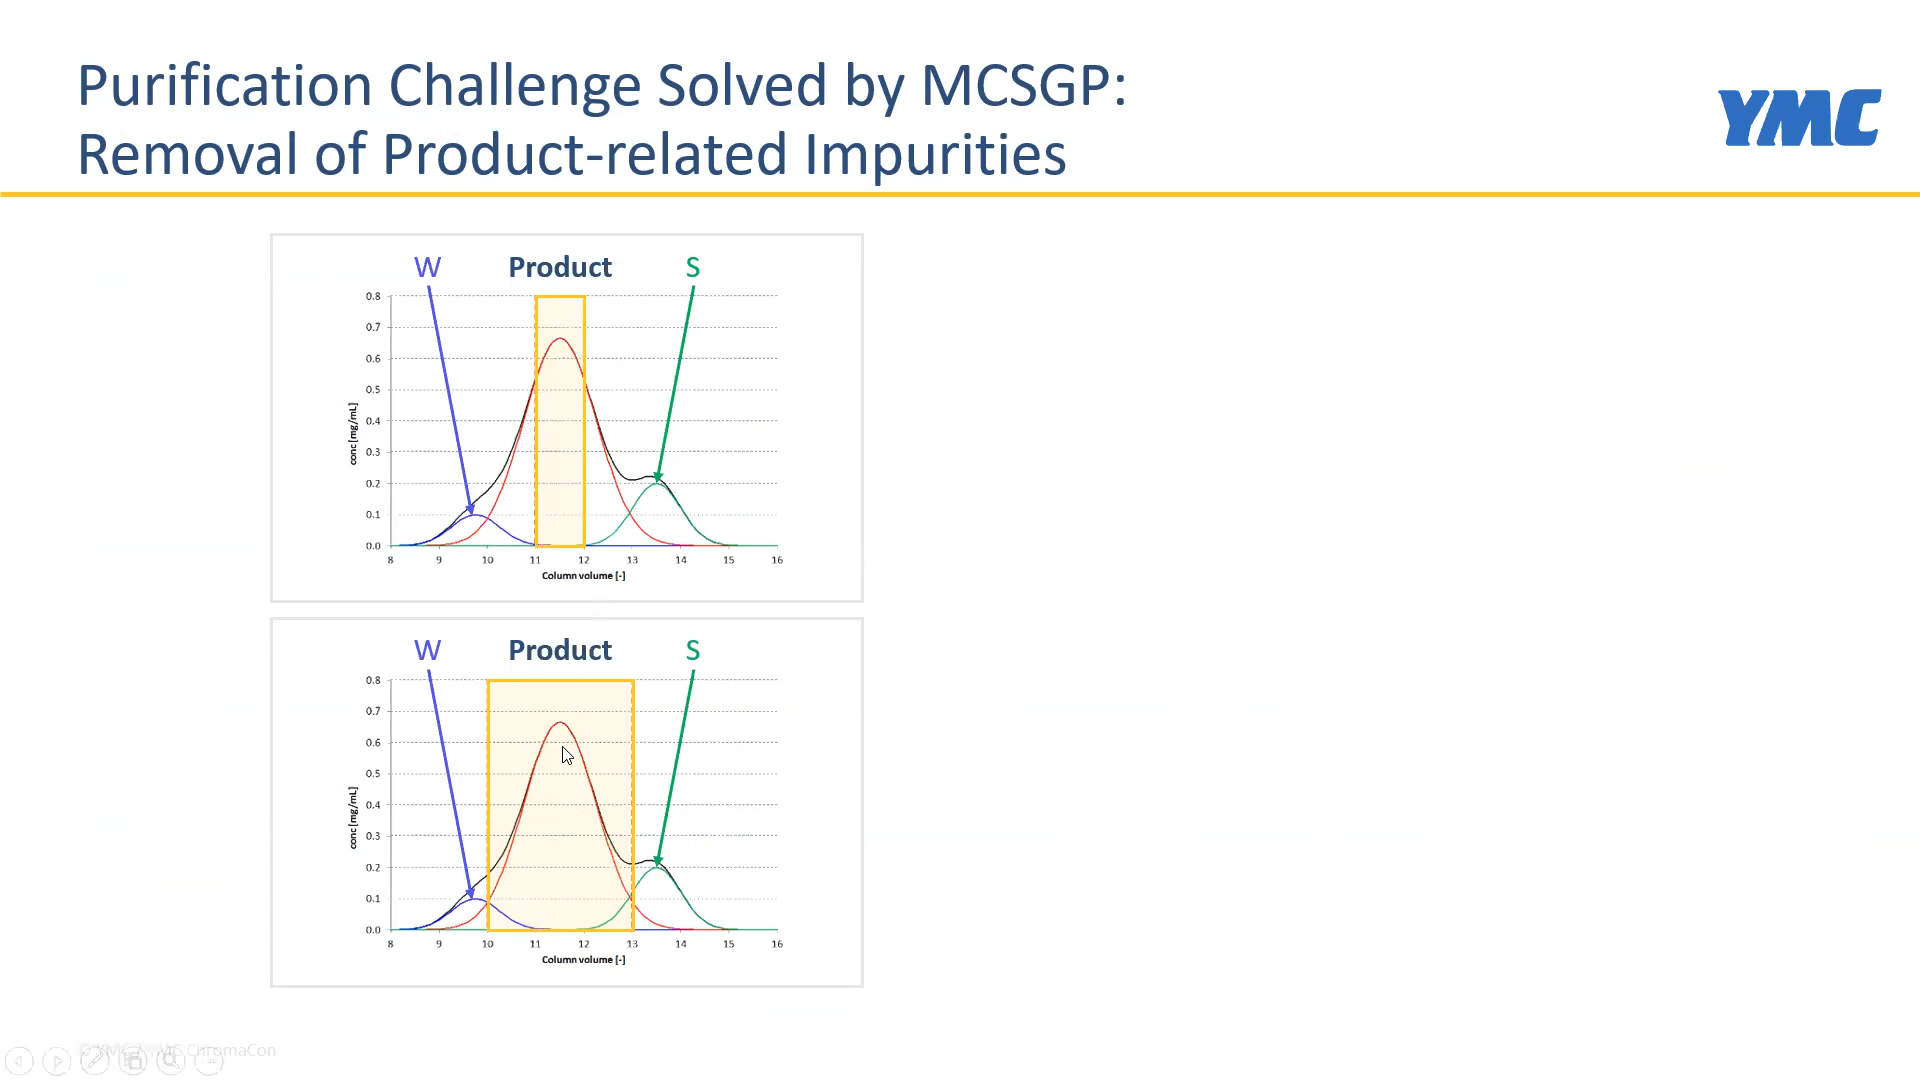 Purification Challenge Solved by MCSGP:
Removal of Product-related Impurities
YMC
W Product S
0.8
0.7
0.6
0.5
0.4
0.3
0.2
0.1
0.0
conc [mg/mL]
8 9 10 11 12 13 14 15 16
Column volume [-]
W Product S
0.8
0.7
0.6
0.5
0.4
0.3
0.2
0.1
0.0
conc [mg/mL]
8 9 10 11 12 13 14 15 16
Column volume [-]
ChromaCon